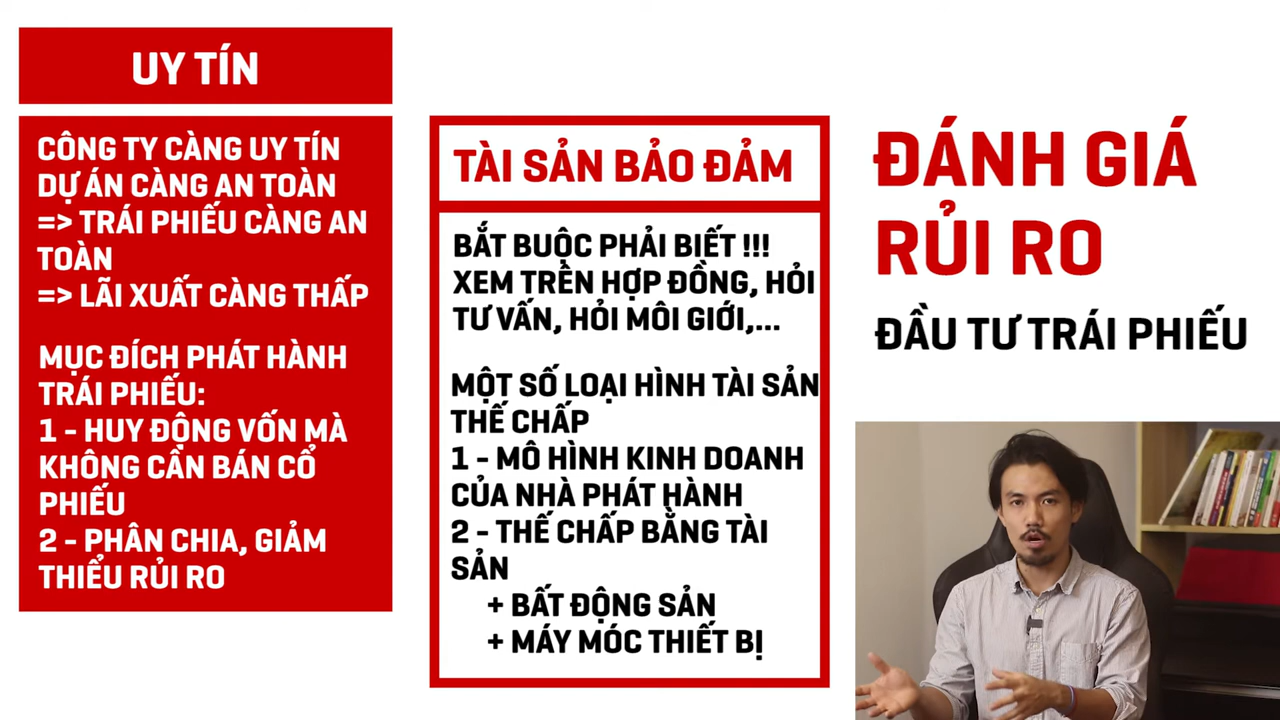 UY TÍN
CÔNG TY CÀNG UY TÍN
DỰ ÁN CÀNG AN TOÀN
=> TRÁI PHIẾU CÀNG AN
TOÀN
=> LÃI XUẤT CÀNG THẤP
MỤC ĐÍCH PHÁT HÀNH
TRÁI PHIẾU:
1 - HUY ĐỘNG VỐN MÀ
KHÔNG CẦN BÁN CỔ
PHIẾU
2 - PHÂN CHIA, GIẢM
THIỂU RỦI RO
TÀI SẢN BẢO ĐẢM
BẮT BUỘC PHẢI BIẾT !!!
XEM TRÊN HỢP ĐỒNG, HỎI
TƯ VẤN, HỎI MÔI GIỚI,...
MỘT SỐ LOẠI HÌNH TÀI SẢN
THẾ CHẤP
1 - MÔ HÌNH KINH DOANH
CỦA NHÀ PHÁT HÀNH
2 - THẾ CHẤP BẰNG TÀI
SẢN
+ BẤT ĐỘNG SẢN
+ MÁY MÓC THIẾT BỊ
ĐÁNH GIÁ
RỦI RO
ĐẦU TƯ TRÁI PHIẾU